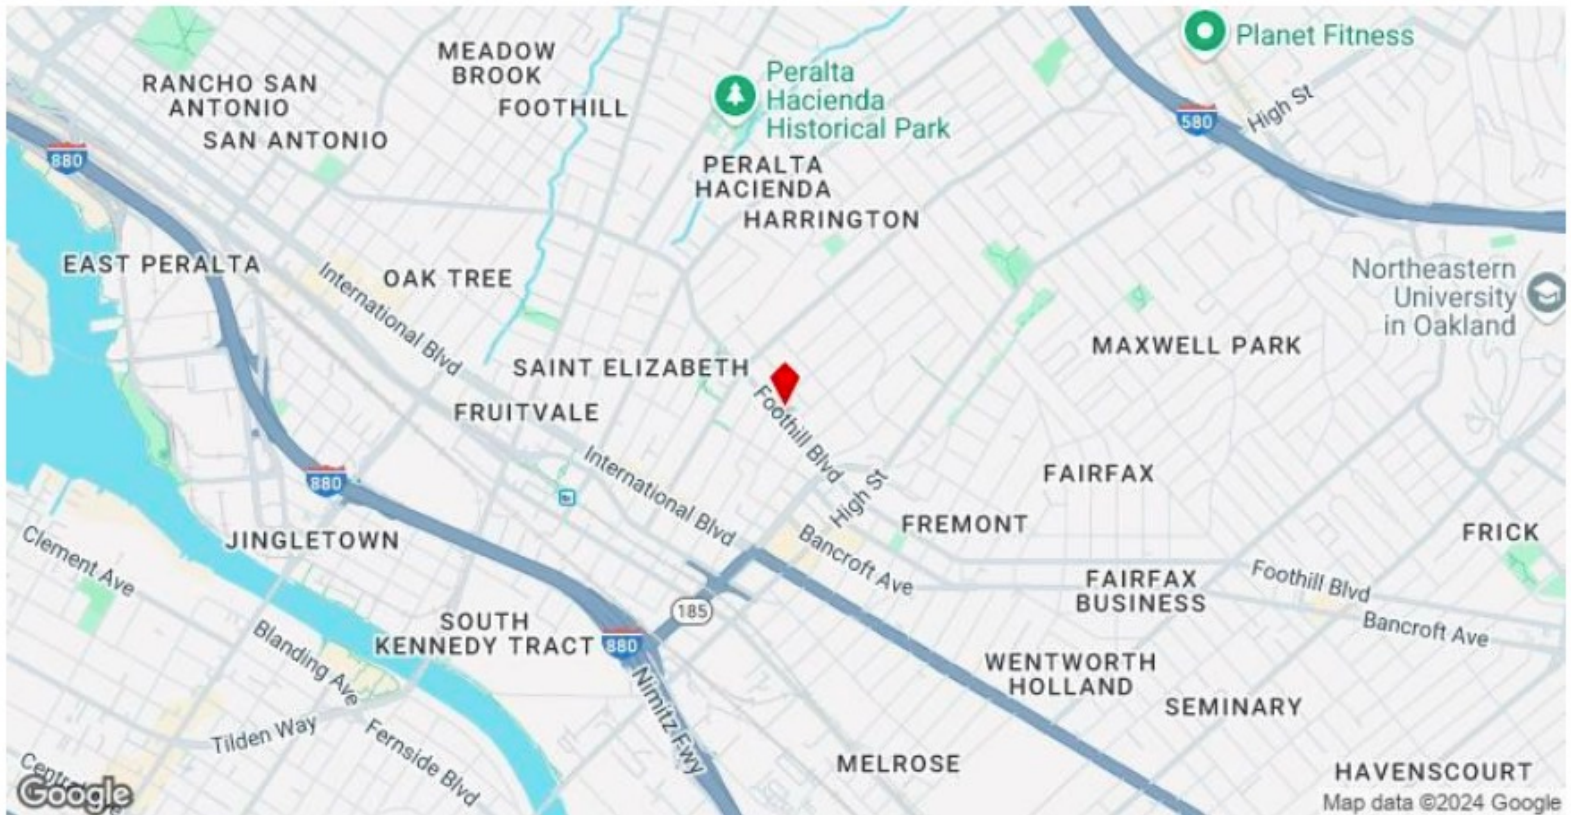 Planet Fitness
MEADOW
BROOK
Peralta
Hacienda
Historical Park
RANCHO SAN
ANTONIO
FOOTHILL
High St
580
SAN ANTONIO
880
PERALTA
HACIENDA
HARRINGTON
EAST PERALTA
OAK TREE
International Blvd
Northeastern
University
in Oakland
MAXWELL PARK
SAINT ELIZABETH
FRUITVALE
Foothill Blvd
International Blvd
High St
FAIRFAX
880
JINGLETOWN
FREMONT
FRICK
Bancroft Ave
Clement Ave
Foothill Blvd
FAIRFAX
BUSINESS
185
Bancroft Ave
SOUTH
KENNEDY TRACT
880
Blanding Ave
WENTWORTH
HOLLAND
Nimitz Fwy
SEMINARY
Tilden Way
Fernside Blvd
MELROSE
HAVENSCOURT
Google
Map data ©2024 Google